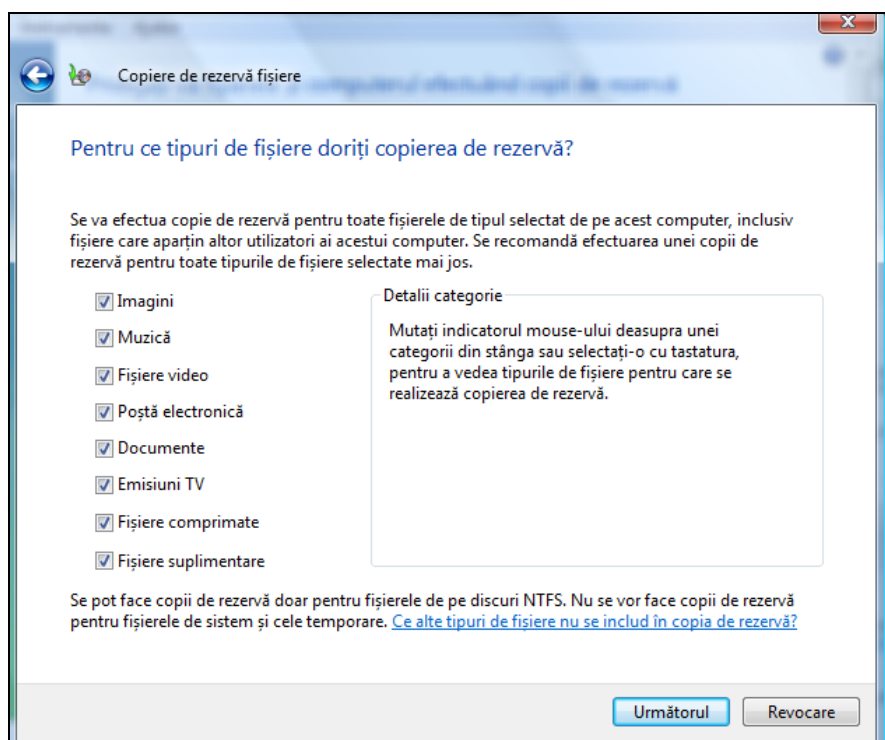 Copiere de rezervă fișiere
Pentru ce tipuri de fișiere doriți copierea de rezervă?
Se va efectua copie de rezervă pentru toate fișierele de tipul selectat de pe acest computer, inclusiv
fișiere care aparțin altor utilizatori ai acestui computer. Se recomandă efectuarea unei copii de
rezervă pentru toate tipurile de fișiere selectate mai jos.
Imagini
Muzică
Fișiere video
Poștă electronică
Documente
Emisiuni TV
Fișiere comprimate
Fișiere suplimentare
Detalii categorie
Mutați indicatorul mouse-ului deasupra unei
categorii din stânga sau selectați-o cu tastatura,
pentru a vedea tipurile de fișiere pentru care se
realizează copierea de rezervă.
Se pot face copii de rezervă doar pentru fișierele de pe discuri NTFS. Nu se vor face copii de rezervă
pentru fișierele de sistem și cele temporare. Ce alte tipuri de fișiere nu se includ în copia de rezervă?
Următorul
Revocare